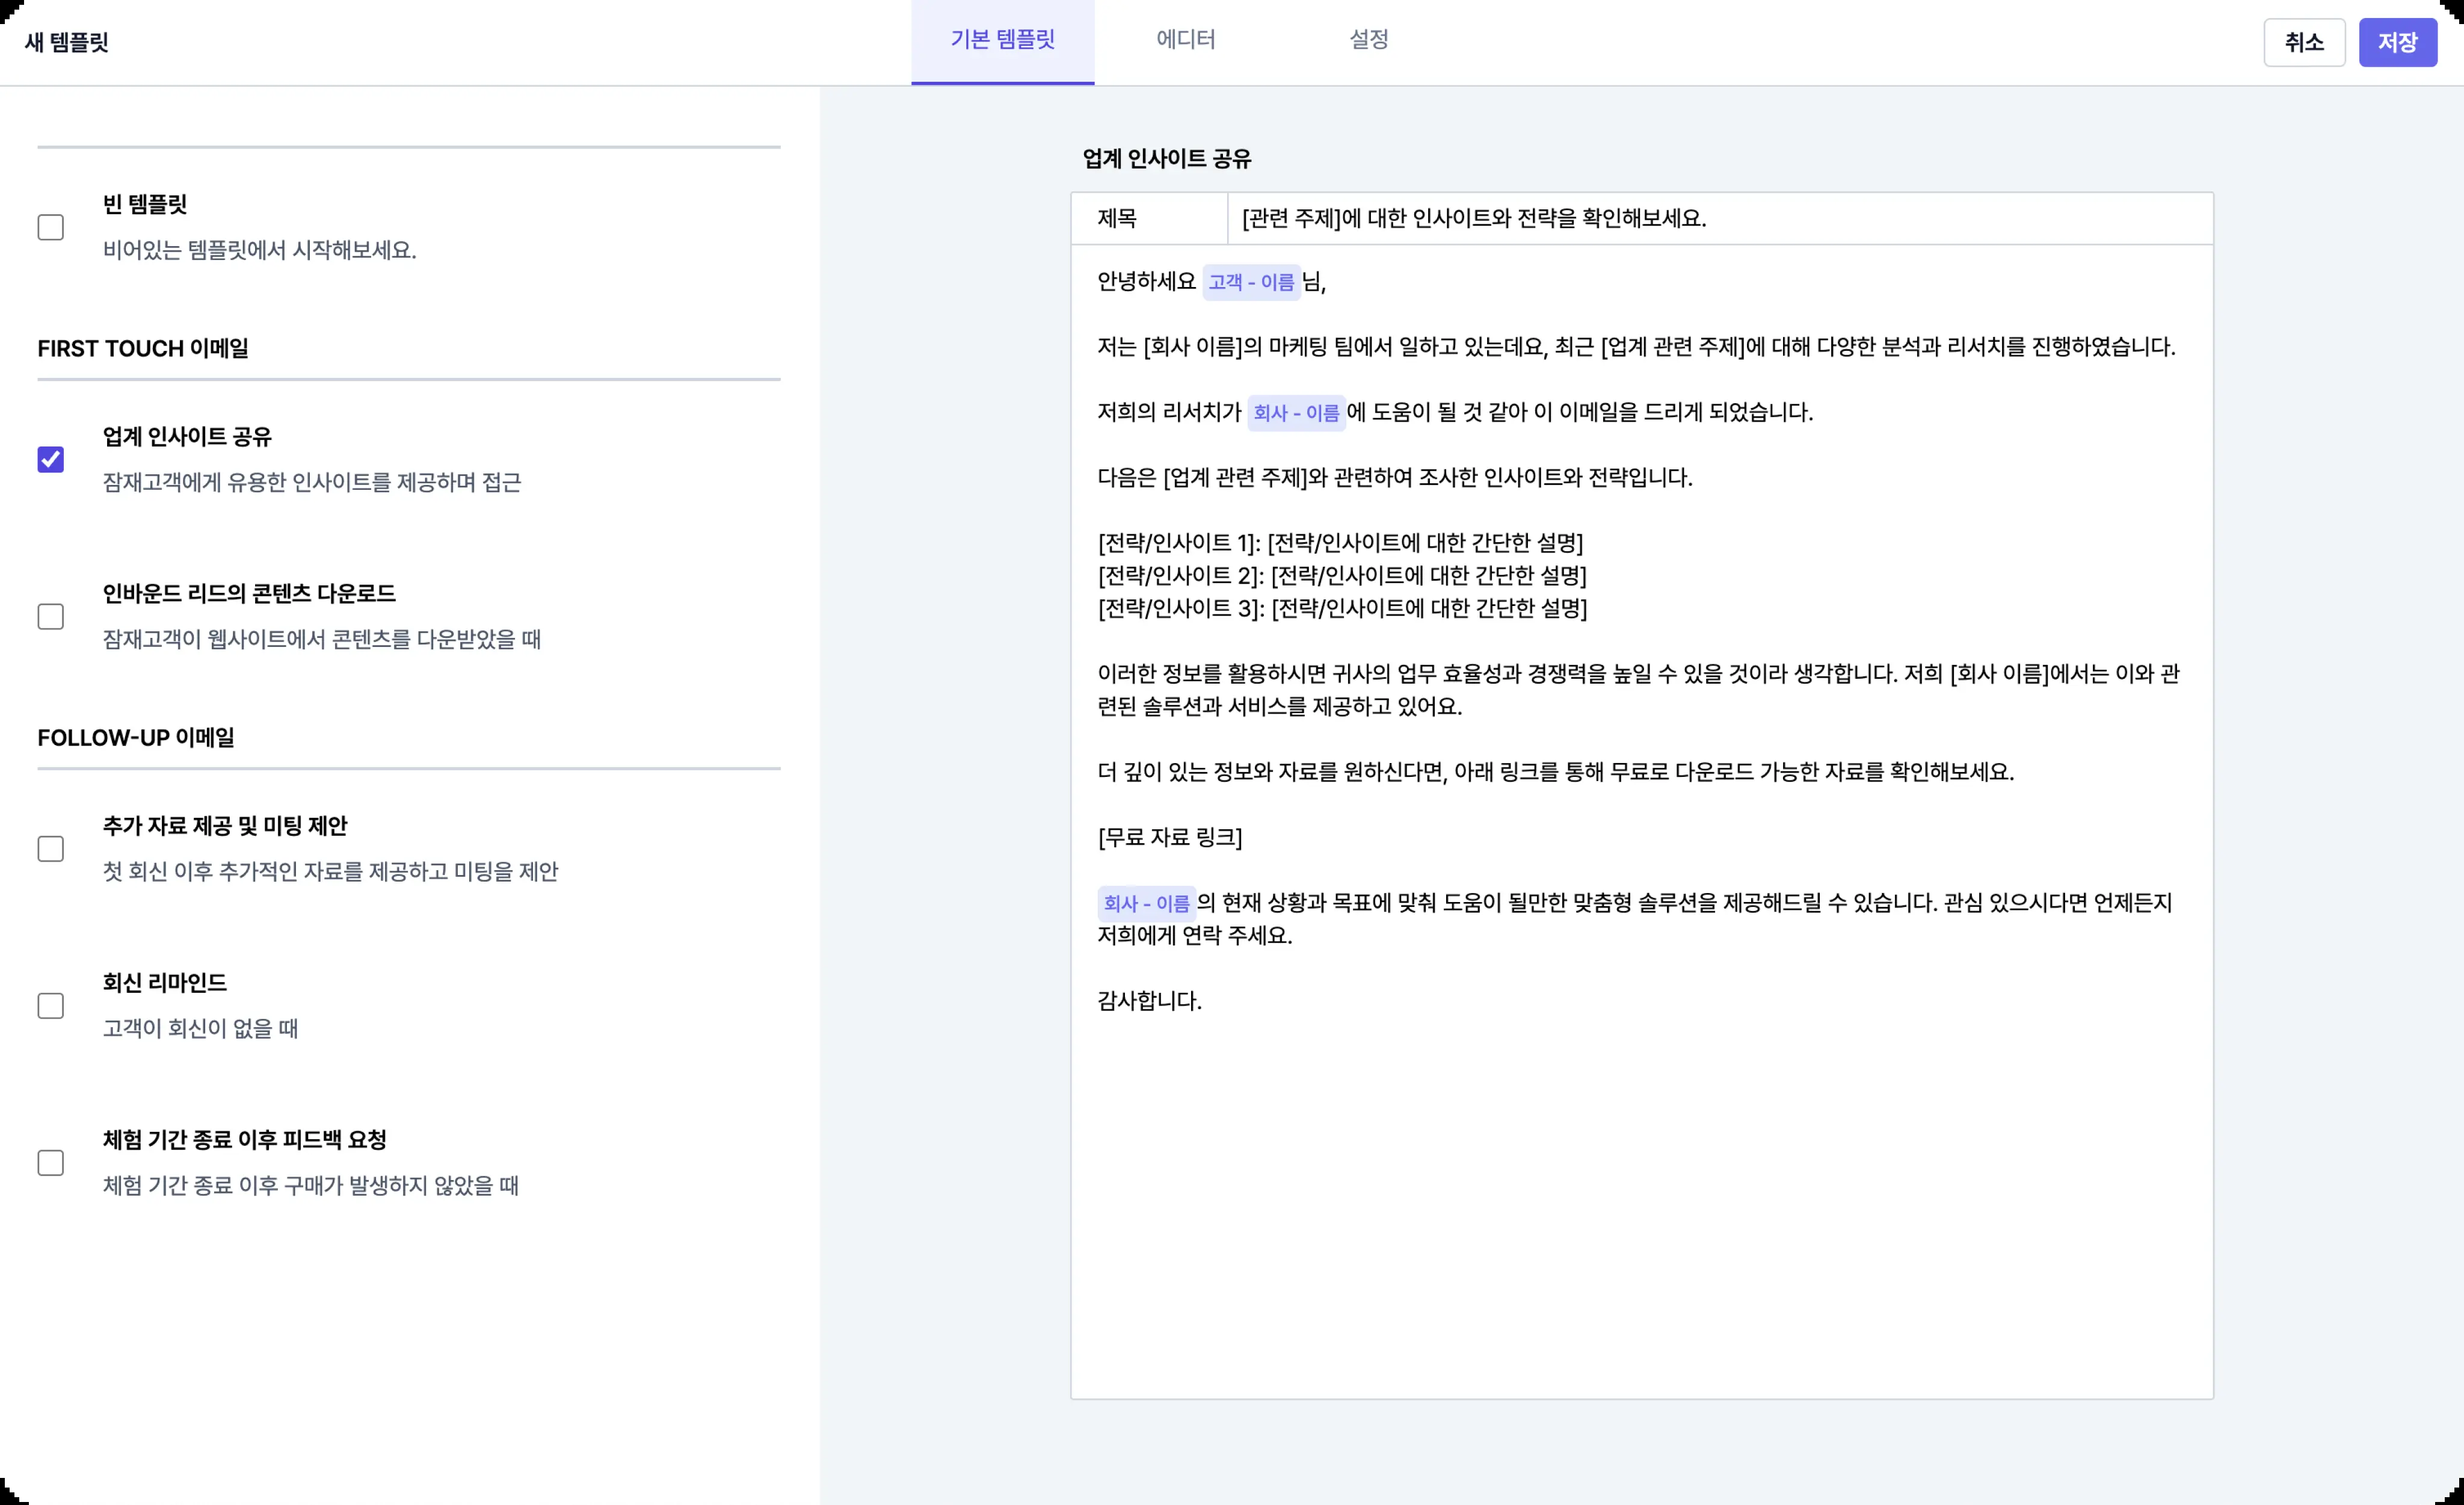 새 템플릿
기본 템플릿
에디터
설정
취소
저장
빈 템플릿
비어있는 템플릿에서 시작해보세요.
FIRST TOUCH 이메일
업계 인사이트 공유
잠재고객에게 유용한 인사이트를 제공하며 접근
인바운드 리드의 콘텐츠 다운로드
잠재고객이 웹사이트에서 콘텐츠를 다운받았을 때
FOLLOW-UP 이메일
추가 자료 제공 및 미팅 제안
첫 회신 이후 추가적인 자료를 제공하고 미팅을 제안
회신 리마인드
고객이 회신이 없을 때
체험 기간 종료 이후 피드백 요청
체험 기간 종료 이후 구매가 발생하지 않았을 때
업계 인사이트 공유
제목
[관련 주제]에 대한 인사이트와 전략을 확인해보세요.
안녕하세요 고객 - 이름 님,
저는 [회사 이름]의 마케팅 팀에서 일하고 있는데요, 최근 [업계 관련 주제]에 대해 다양한 분석과 리서치를 진행하였습니다.
저희의 리서치가 회사 - 이름 에 도움이 될 것 같아 이 이메일을 드리게 되었습니다.
다음은 [업계 관련 주제]와 관련하여 조사한 인사이트와 전략입니다.
[전략/인사이트 1]: [전략/인사이트에 대한 간단한 설명]
[전략/인사이트 2]: [전략/인사이트에 대한 간단한 설명]
[전략/인사이트 3]: [전략/인사이트에 대한 간단한 설명]
이러한 정보를 활용하시면 귀사의 업무 효율성과 경쟁력을 높일 수 있을 것이라 생각합니다. 저희 [회사 이름]에서는 이와 관
련된 솔루션과 서비스를 제공하고 있어요.
더 깊이 있는 정보와 자료를 원하신다면, 아래 링크를 통해 무료로 다운로드 가능한 자료를 확인해보세요.
[무료 자료 링크]
회사 - 이름 의 현재 상황과 목표에 맞춰 도움이 될만한 맞춤형 솔루션을 제공해드릴 수 있습니다. 관심 있으시다면 언제든지
저희에게 연락 주세요.
감사합니다.